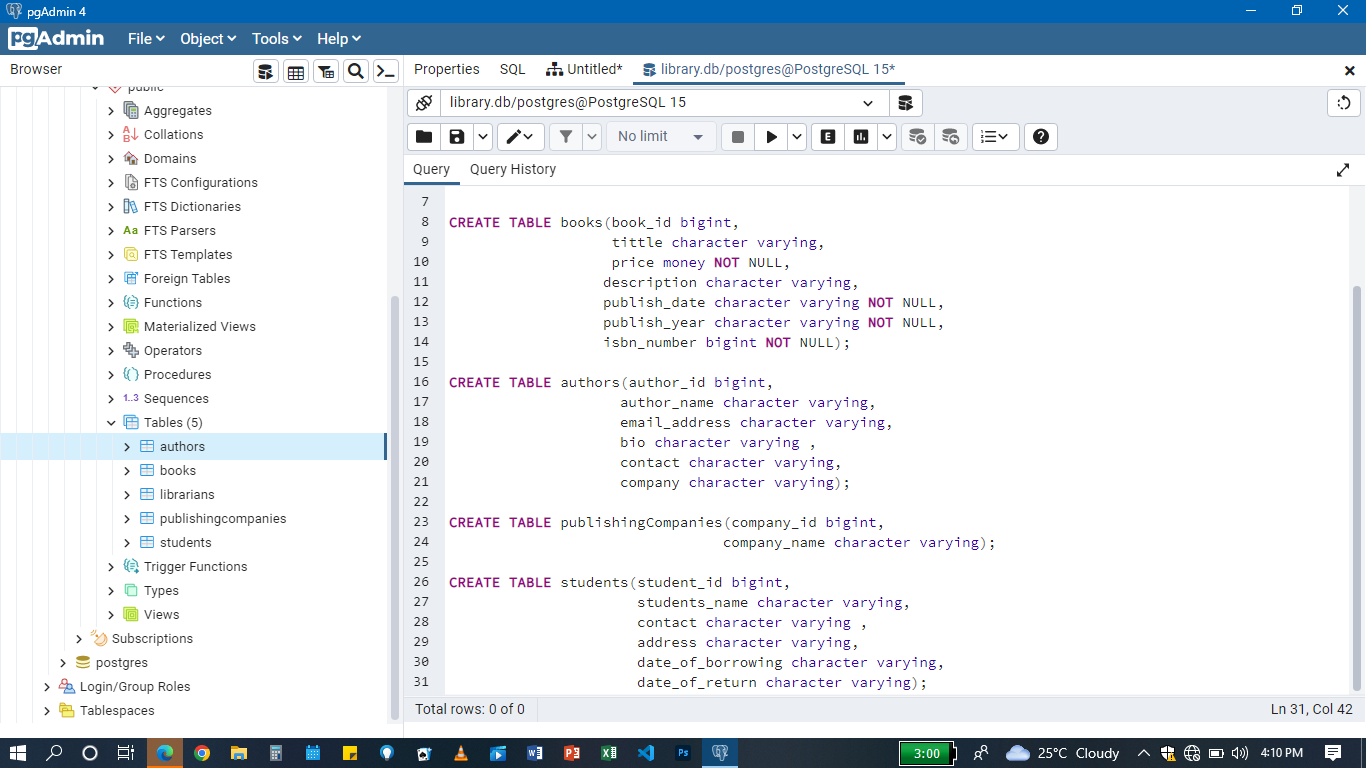 pgAdmin 4
pgAdmin File Object Tools Help
Browser
public
Aggregates
Collations
Domains
FTS Configurations
FTS Dictionaries
Aa FTS Parsers
FTS Templates
Foreign Tables
Functions
Materialized Views
Operators
Procedures
1..3 Sequences
Tables (5)
authors
books
librarians
publishingcompanies
students
Trigger Functions
Types
Views
Subscriptions
postgres
Login/Group Roles
Tablespaces
Properties SQL Untitled* library.db/postgres@PostgreSQL 15*
library.db/postgres@PostgreSQL 15
No limit E
Query Query History
7
8 CREATE TABLE books(book_id bigint,
9 tittle character varying,
10 price money NOT NULL,
11 description character varying,
12 publish_date character varying NOT NULL,
13 publish_year character varying NOT NULL,
14 isbn_number bigint NOT NULL);
15
16 CREATE TABLE authors(author_id bigint,
17 author_name character varying,
18 email_address character varying,
19 bio character varying ,
20 contact character varying,
21 company character varying);
22
23 CREATE TABLE publishingCompanies(company_id bigint,
24 company_name character varying);
25
26 CREATE TABLE students(student_id bigint,
27 students_name character varying,
28 contact character varying ,
29 address character varying,
30 date_of_borrowing character varying,
31 date_of_return character varying);
Total rows: 0 of 0 Ln 31, Col 42
3:00 25°C Cloudy 4:10 PM